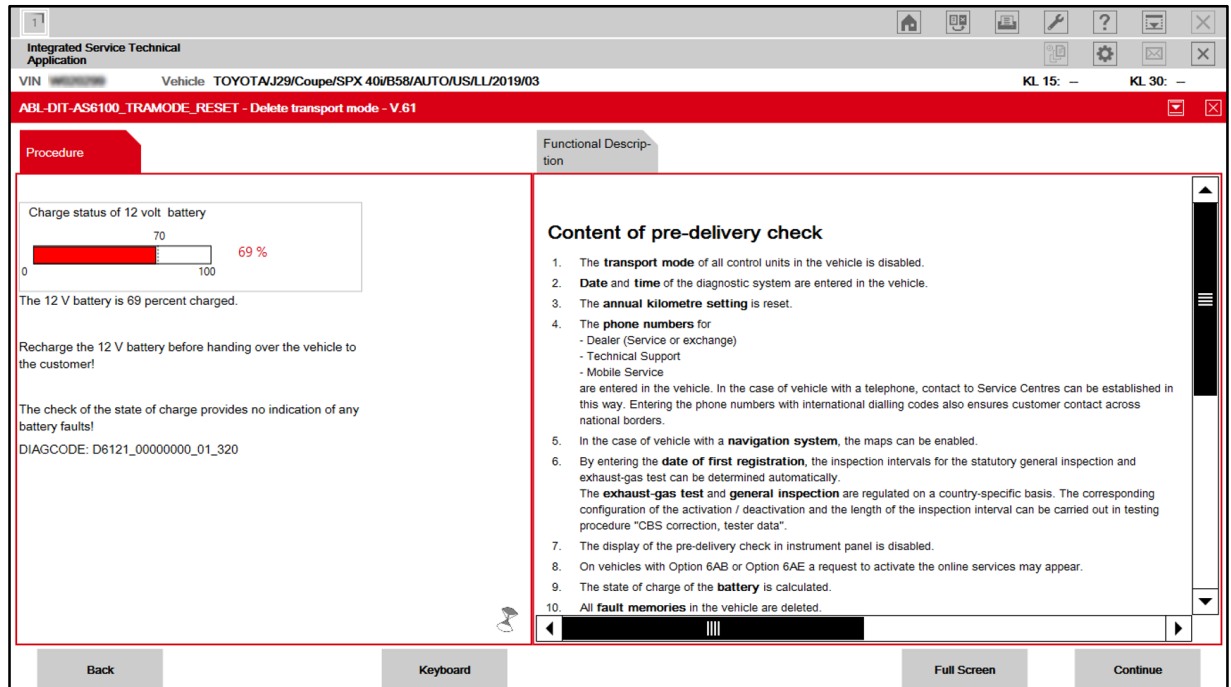 1
?
Integrated Service Technical
Application
VIN
Vehicle TOYOTA/J29/Coupe/SPX 40i/B58/AUTO/US/LL/2019/03
KL 15: --
KL 30: --
ABL-DIT-AS6100_TRAMODE_RESET - Delete transport mode - V.61
Procedure
Charge status of 12 volt battery
70
69 %
0
100
The 12 V battery is 69 percent charged.
Recharge the 12 V battery before handing over the vehicle to
the customer!
The check of the state of charge provides no indication of any
battery faults!
DIAGCODE: D6121_00000000_01_320
Functional Descrip-
tion
Content of pre-delivery check
1. The transport mode of all control units in the vehicle is disabled.
2. Date and time of the diagnostic system are entered in the vehicle.
3. The annual kilometre setting is reset.
4. The phone numbers for
- Dealer (Service or exchange)
- Technical Support
- Mobile Service
are entered in the vehicle. In the case of vehicle with a telephone, contact to Service Centres can be established in
this way. Entering the phone numbers with international dialling codes also ensures customer contact across
national borders.
5. In the case of vehicle with a navigation system, the maps can be enabled.
6. By entering the date of first registration, the inspection intervals for the statutory general inspection and
exhaust-gas test can be determined automatically.
The exhaust-gas test and general inspection are regulated on a country-specific basis. The corresponding
configuration of the activation / deactivation and the length of the inspection interval can be carried out in testing
procedure "CBS correction, tester data".
7. The display of the pre-delivery check in instrument panel is disabled.
8. On vehicles with Option 6AB or Option 6AE a request to activate the online services may appear.
9. The state of charge of the battery is calculated.
10. All fault memories in the vehicle are deleted.
Back
Keyboard
Full Screen
Continue